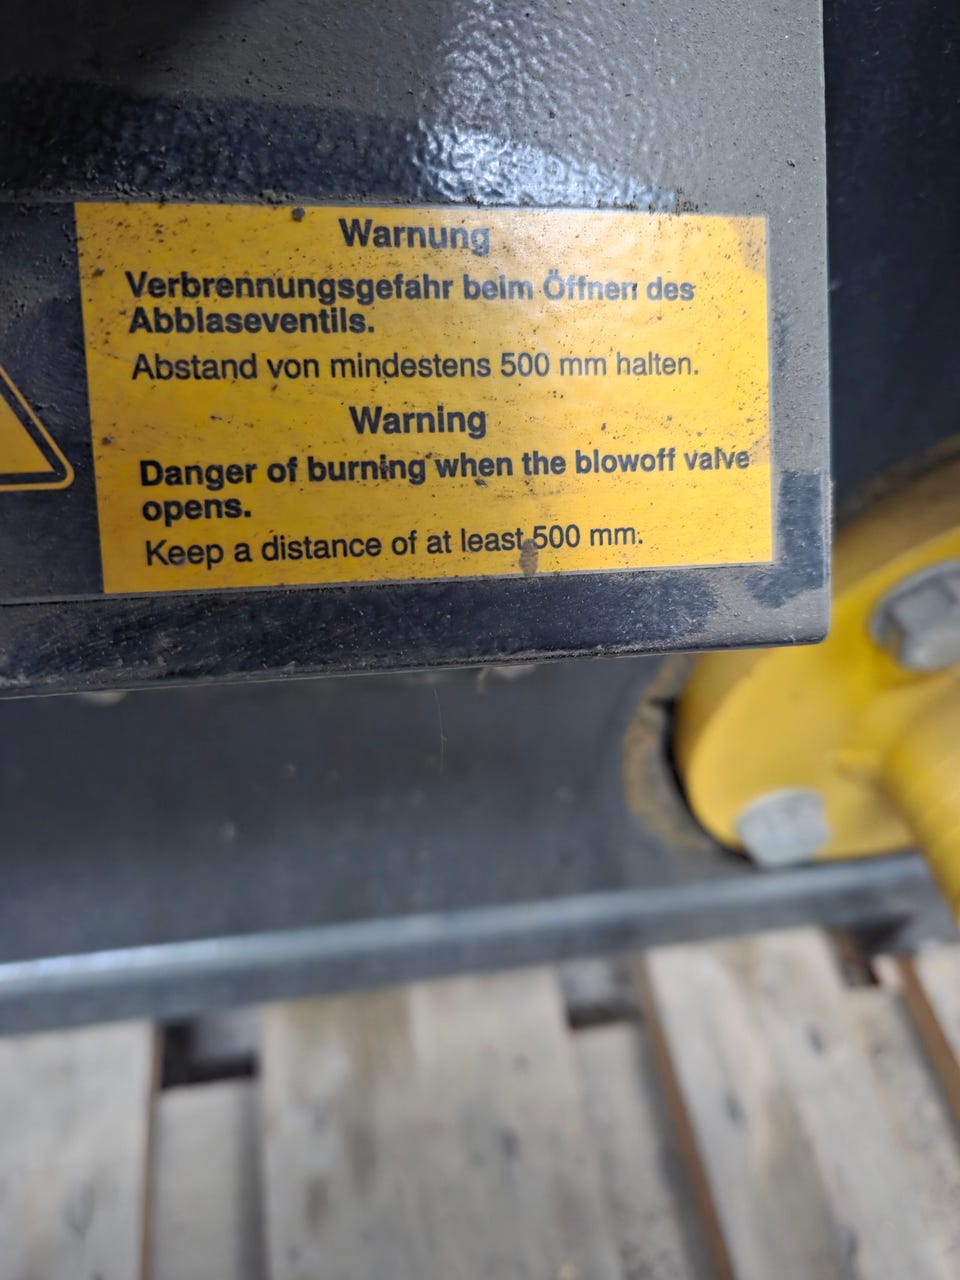 Warnung
Verbrennungsgefahr beim Öffnen des
Abblaseventils.
Abstand von mindestens 500 mm halten.
Warning
Danger of burning when the blowoff valve
opens.
Keep a distance of at least 500 mm.